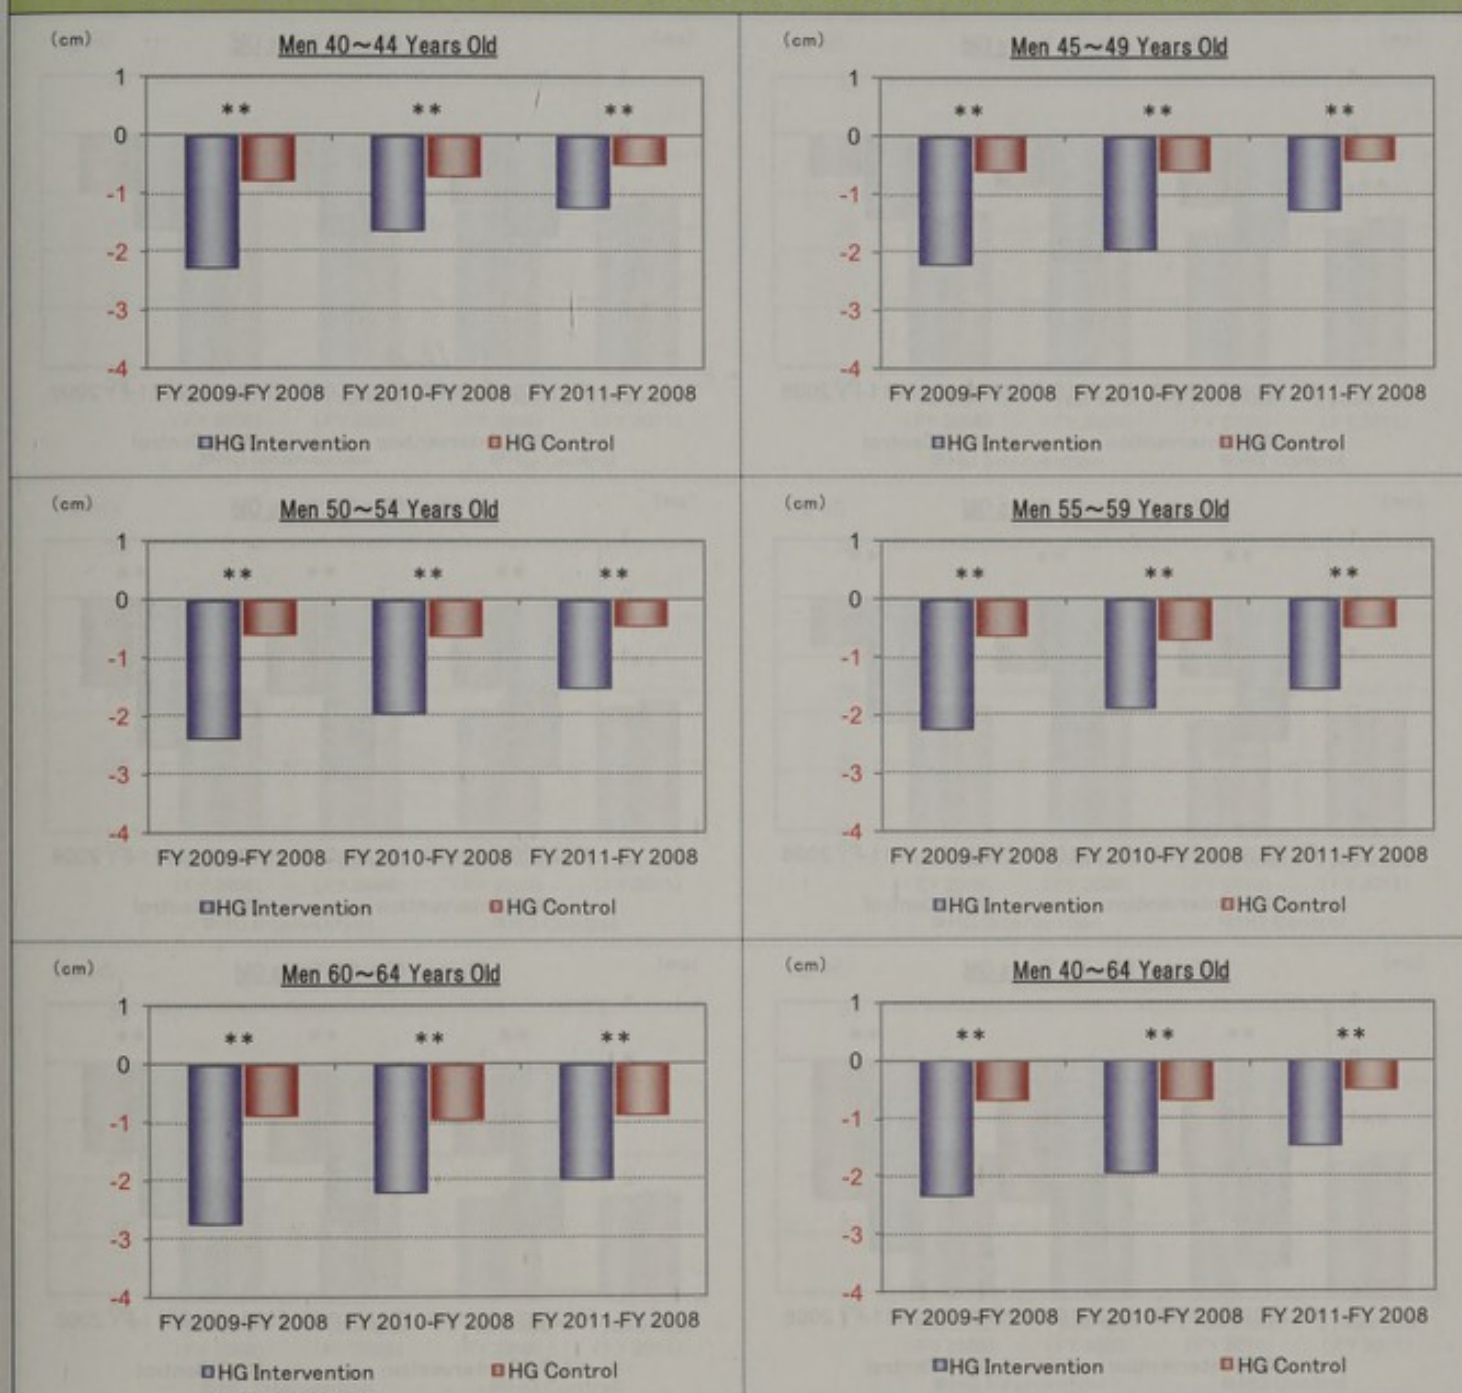 (cm)
Men 40～44 Years Old
1
**
**
**
0
-1
-2
-3
-4
FY 2009-FY 2008 FY 2010-FY 2008 FY 2011-FY 2008
HG Intervention HG Control
(cm)
Men 45～49 Years Old
1
**
**
**
0
-1
-2
-3
-4
FY 2009-FY 2008 FY 2010-FY 2008 FY 2011-FY 2008
HG Intervention HG Control
(cm)
Men 50～54 Years Old
1
**
**
**
0
-1
-2
-3
-4
FY 2009-FY 2008 FY 2010-FY 2008 FY 2011-FY 2008
HG Intervention HG Control
(cm)
Men 55～59 Years Old
1
**
**
**
0
-1
-2
-3
-4
FY 2009-FY 2008 FY 2010-FY 2008 FY 2011-FY 2008
HG Intervention HG Control
(cm)
Men 60～64 Years Old
1
**
**
**
0
-1
-2
-3
-4
FY 2009-FY 2008 FY 2010-FY 2008 FY 2011-FY 2008
HG Intervention HG Control
(cm)
Men 40～64 Years Old
1
**
**
**
0
-1
-2
-3
-4
FY 2009-FY 2008 FY 2010-FY 2008 FY 2011-FY 2008
HG Intervention HG Control